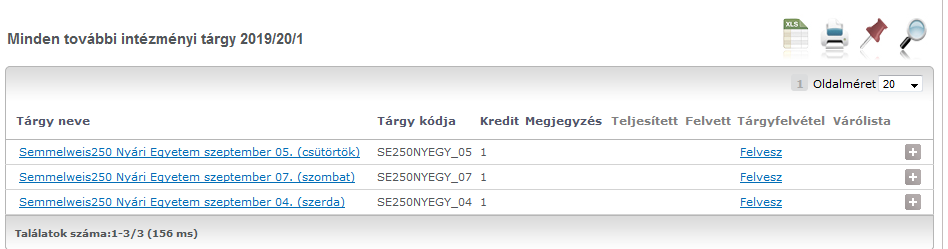 XLS
Minden további intézményi tárgy 2019/20/1
1 Oldalméret 20
Tárgy neve Tárgy kódja Kredit Megjegyzés Teljesített Felvett Tárgyfelvétel Várólista
Semmelweis250 Nyári Egyetem szeptember 05. (csütörtök) SE250NYEGY_05 1 Felvesz
Semmelweis250 Nyári Egyetem szeptember 07. (szombat) SE250NYEGY_07 1 Felvesz
Semmelweis250 Nyári Egyetem szeptember 04. (szerda) SE250NYEGY_04 1 Felvesz
Találatok száma:1-3/3 (156 ms)